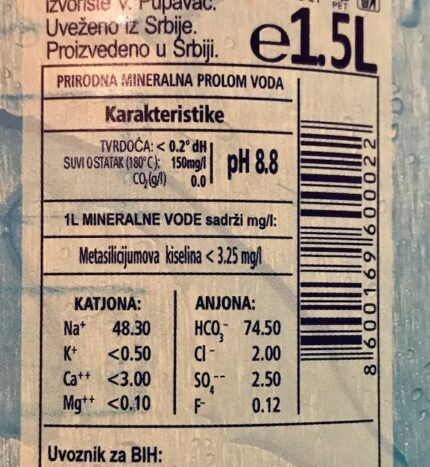 izvorište V. Pupavac.
Uveženo iz Srbije.
Proizvedeno u Srbiji.
PET
e1.5L
PRIRODNA MINERALNA PROLOM VODA
Karakteristike
TVRDOĆA: < 0.2° dH
SUVI OSTATAK (180°C): 150mg/l
CO₂(g/l) 0.0
pH 8.8
1L MINERALNE VODE sadrži mg/l:
Metasilicijumova kiselina < 3.25 mg/l
KATJONA:
Na⁺ 48.30
K⁺ <0.50
Ca⁺⁺ <3.00
Mg⁺⁺ <0.10
ANJONA:
HCO₃⁻ 74.50
Cl⁻ 2.00
SO₄⁻⁻ 2.50
F⁻ 0.12
8600169600022
Uvoznik za BIH: